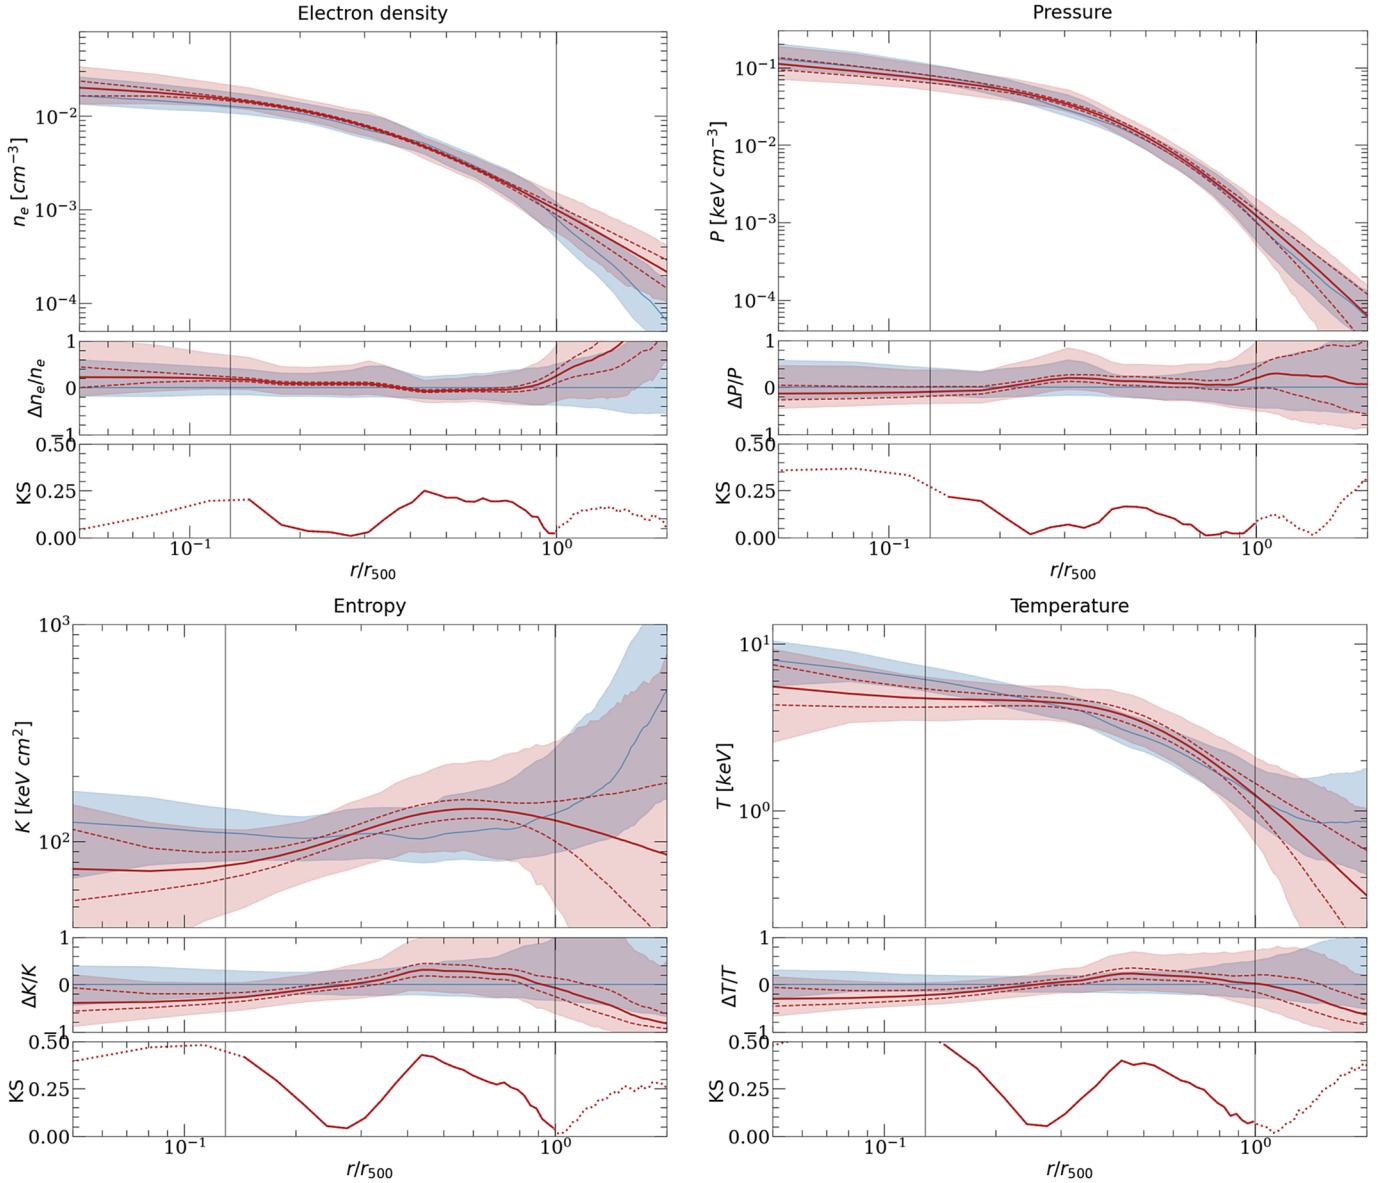 Electron density
Pressure
10⁻²
10⁻³
10⁻⁴
nₑ [cm⁻³]
10⁻¹
10⁻²
10⁻³
10⁻⁴
P [keV cm⁻³]
1
0
−1
Δnₑ/nₑ
1
0
−1
ΔP/P
0.50
0.25
0.00
KS
0.50
0.25
0.00
KS
10⁻¹
10⁰
10⁻¹
10⁰
r/r₅₀₀
r/r₅₀₀
Entropy
Temperature
10³
10²
K [keV cm²]
10¹
10⁰
T [keV]
1
0
−1
ΔK/K
1
0
−1
ΔT/T
0.50
0.25
0.00
KS
0.50
0.25
0.00
KS
10⁻¹
10⁰
10⁻¹
10⁰
r/r₅₀₀
r/r₅₀₀